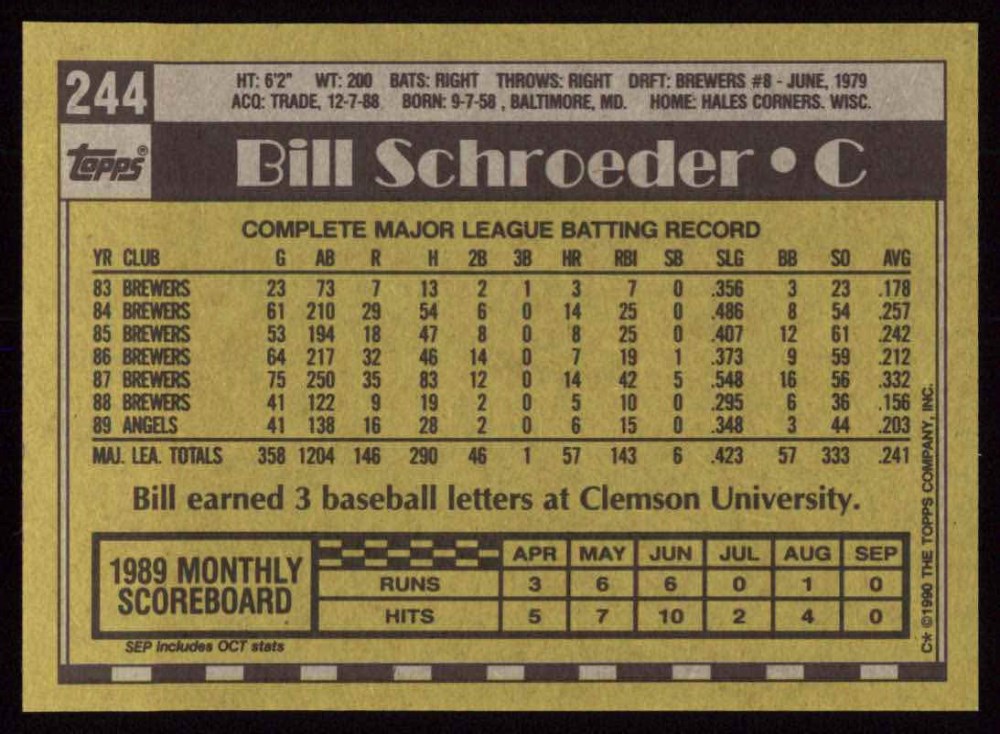 244
HT: 6'2" WT: 200 BATS: RIGHT THROWS: RIGHT DRFT: BREWERS #8 - JUNE, 1979
ACQ: TRADE, 12-7-88 BORN: 9-7-58 , BALTIMORE, MD. HOME: HALES CORNERS. WISC.
topps®
Bill Schroeder • C
COMPLETE MAJOR LEAGUE BATTING RECORD
YR CLUB G AB R H 2B 3B HR RBI SB SLG BB SO AVG
83 BREWERS 23 73 7 13 2 1 3 7 0 .356 3 23 .178
84 BREWERS 61 210 29 54 6 0 14 25 0 .486 8 54 .257
85 BREWERS 53 194 18 47 8 0 8 25 0 .407 12 61 .242
86 BREWERS 64 217 32 46 14 0 7 19 1 .373 9 59 .212
87 BREWERS 75 250 35 83 12 0 14 42 5 .548 16 56 .332
88 BREWERS 41 122 9 19 2 0 5 10 0 .295 6 36 .156
89 ANGELS 41 138 16 28 2 0 6 15 0 .348 3 44 .203
MAJ. LEA. TOTALS 358 1204 146 290 46 1 57 143 6 .423 57 333 .241
Bill earned 3 baseball letters at Clemson University.
1989 MONTHLY
SCOREBOARD
APR MAY JUN JUL AUG SEP
RUNS 3 6 6 0 1 0
HITS 5 7 10 2 4 0
SEP includes OCT stats
C* ©1990 THE TOPPS COMPANY, INC.